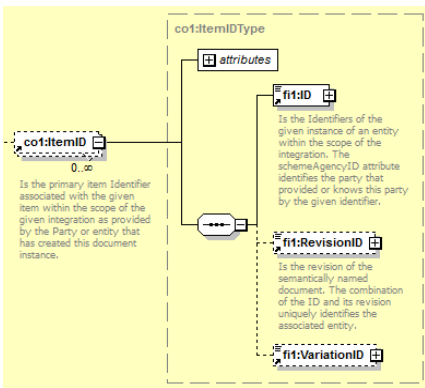 co1:ItemIDType
attributes
fi1:ID
Is the Identifiers of the
given instance of an entity
within the scope of the
integration. The
schemeAgencyID attribute
identifies the party that
provided or knows this party
by the given identifier.
co1:ItemID
0..∞
Is the primary item Identifier
associated with the given
item within the scope of the
given integration as provided
by the Party or entity that
has created this document
instance.
fi1:RevisionID
Is the revision of the
semantically named
document. The combination
of the ID and its revision
uniquely identifies the
associated entity.
fi1:VariationID